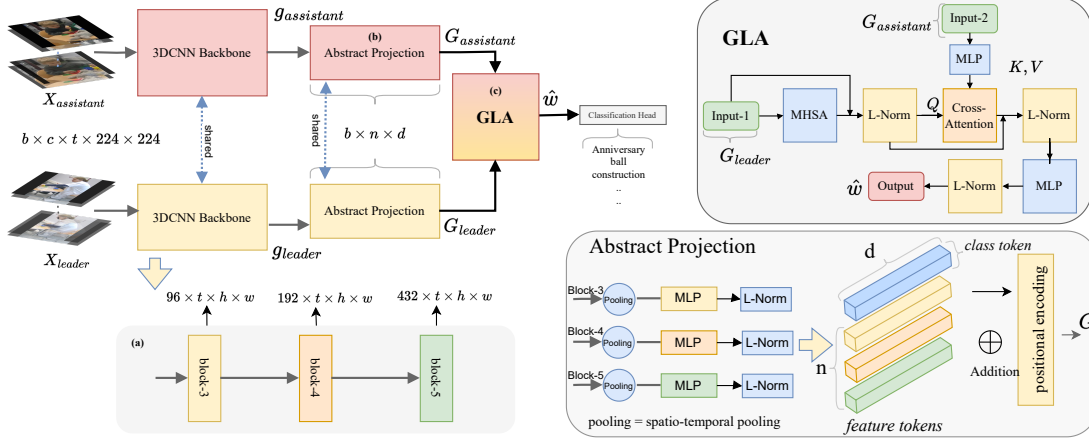 g_assistant
3DCNN Backbone
(b)
Abstract Projection
G_assistant
X_assistant
b × c × t × 224 × 224
shared
shared
b × n × d
(c)
GLA
ŵ
Classification Head
Anniversary
ball
construction
..
..
3DCNN Backbone
Abstract Projection
G_leader
X_leader
g_leader
96 × t × h × w
192 × t × h × w
432 × t × h × w
(a)
block-3
block-4
block-5
GLA
G_assistant
Input-2
MLP
K, V
Input-1
G_leader
MHSA
L-Norm
Q
Cross-
Attention
L-Norm
ŵ
Output
L-Norm
MLP
Abstract Projection
Block-3
Pooling
MLP
L-Norm
Block-4
Pooling
MLP
L-Norm
Block-5
Pooling
MLP
L-Norm
pooling = spatio-temporal pooling
d
class token
n
feature tokens
Addition
positional encoding
G